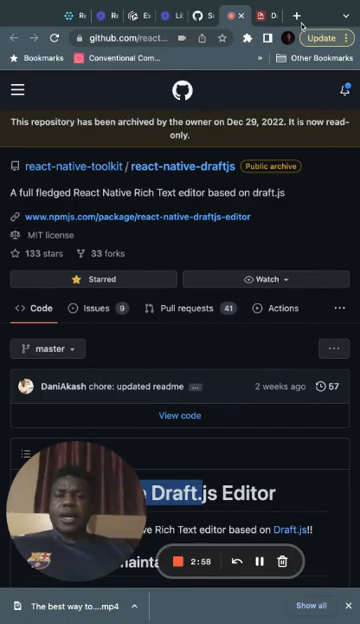 Re
Re
Ex
Lil
Se
D
Update
github.com/react...
Bookmarks
Conventional Com...
Other Bookmarks
This repository has been archived by the owner on Dec 29, 2022. It is now read-
only.
react-native-toolkit / react-native-draftjs
Public archive
A full fledged React Native Rich Text editor based on draft.js
www.npmjs.com/package/react-native-draftjs-editor
MIT license
133 stars
33 forks
Starred
Watch
Code
Issues 9
Pull requests 41
Actions
master
DaniAkash chore: updated readme
2 weeks ago
57
View code
Draft.js Editor
ve Rich Text editor based on Draft.js!!
2:58
The best way to....mp4
Show all